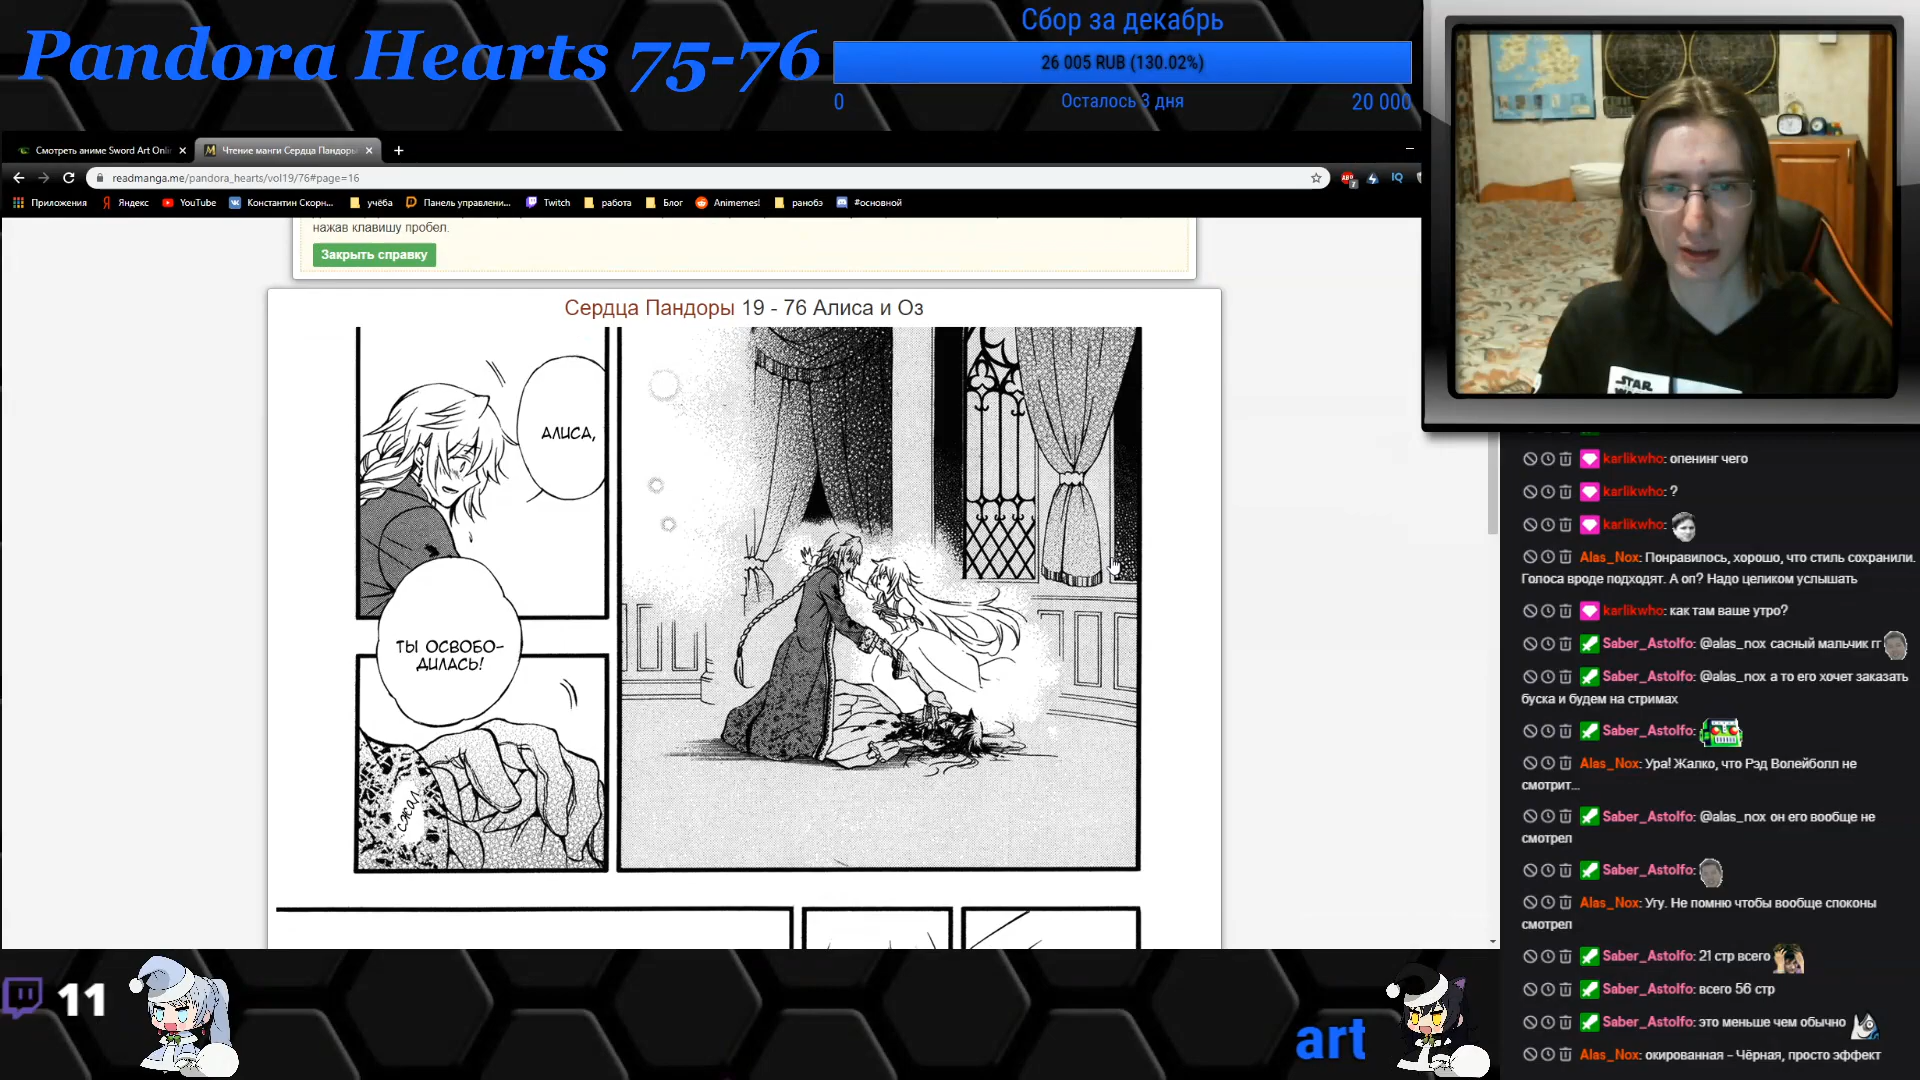 Pandora Hearts 75-76
Сбор за декабрь
26 005 RUB (130.02%)
0
Осталось 3 дня
20 000
Смотреть аниме Sword Art Onli
Чтение манги Сердца Пандоры
readmanga.me/pandora_hearts/vol19/76#page=16
ABP
7
IQ
Приложения
Яндекс
YouTube
Константин Скорн...
учёба
Панель управлени...
Twitch
работа
Блог
Animemes!
ранобэ
#основной
нажав клавишу пробел.
Закрыть справку
Сердца Пандоры 19 - 76 Алиса и Оз
АЛИСА,
ТЫ ОСВОБО-
ДИЛАСЬ!
сжал
STAR
karlikwho: опенинг чего
karlikwho: ?
karlikwho:
Alas_Nox: Понравилось, хорошо, что стиль сохранили.
Голоса вроде подходят. А оп? Надо целиком услышать
karlikwho: как там ваше утро?
Saber_Astolfo: @alas_nox сасный мальчик гг
Saber_Astolfo: @alas_nox а то его хочет заказать
буска и будем на стримах
Saber_Astolfo:
Alas_Nox: Ура! Жалко, что Рэд Волейболл не
смотрит...
Saber_Astolfo: @alas_nox он его вообще не
смотрел
Saber_Astolfo:
Alas_Nox: Угу. Не помню чтобы вообще споконы
смотрел
Saber_Astolfo: 21 стр всего
Saber_Astolfo: всего 56 стр
Saber_Astolfo: это меньше чем обычно
Alas_Nox: окированная - Чёрная, просто эффект
11
art